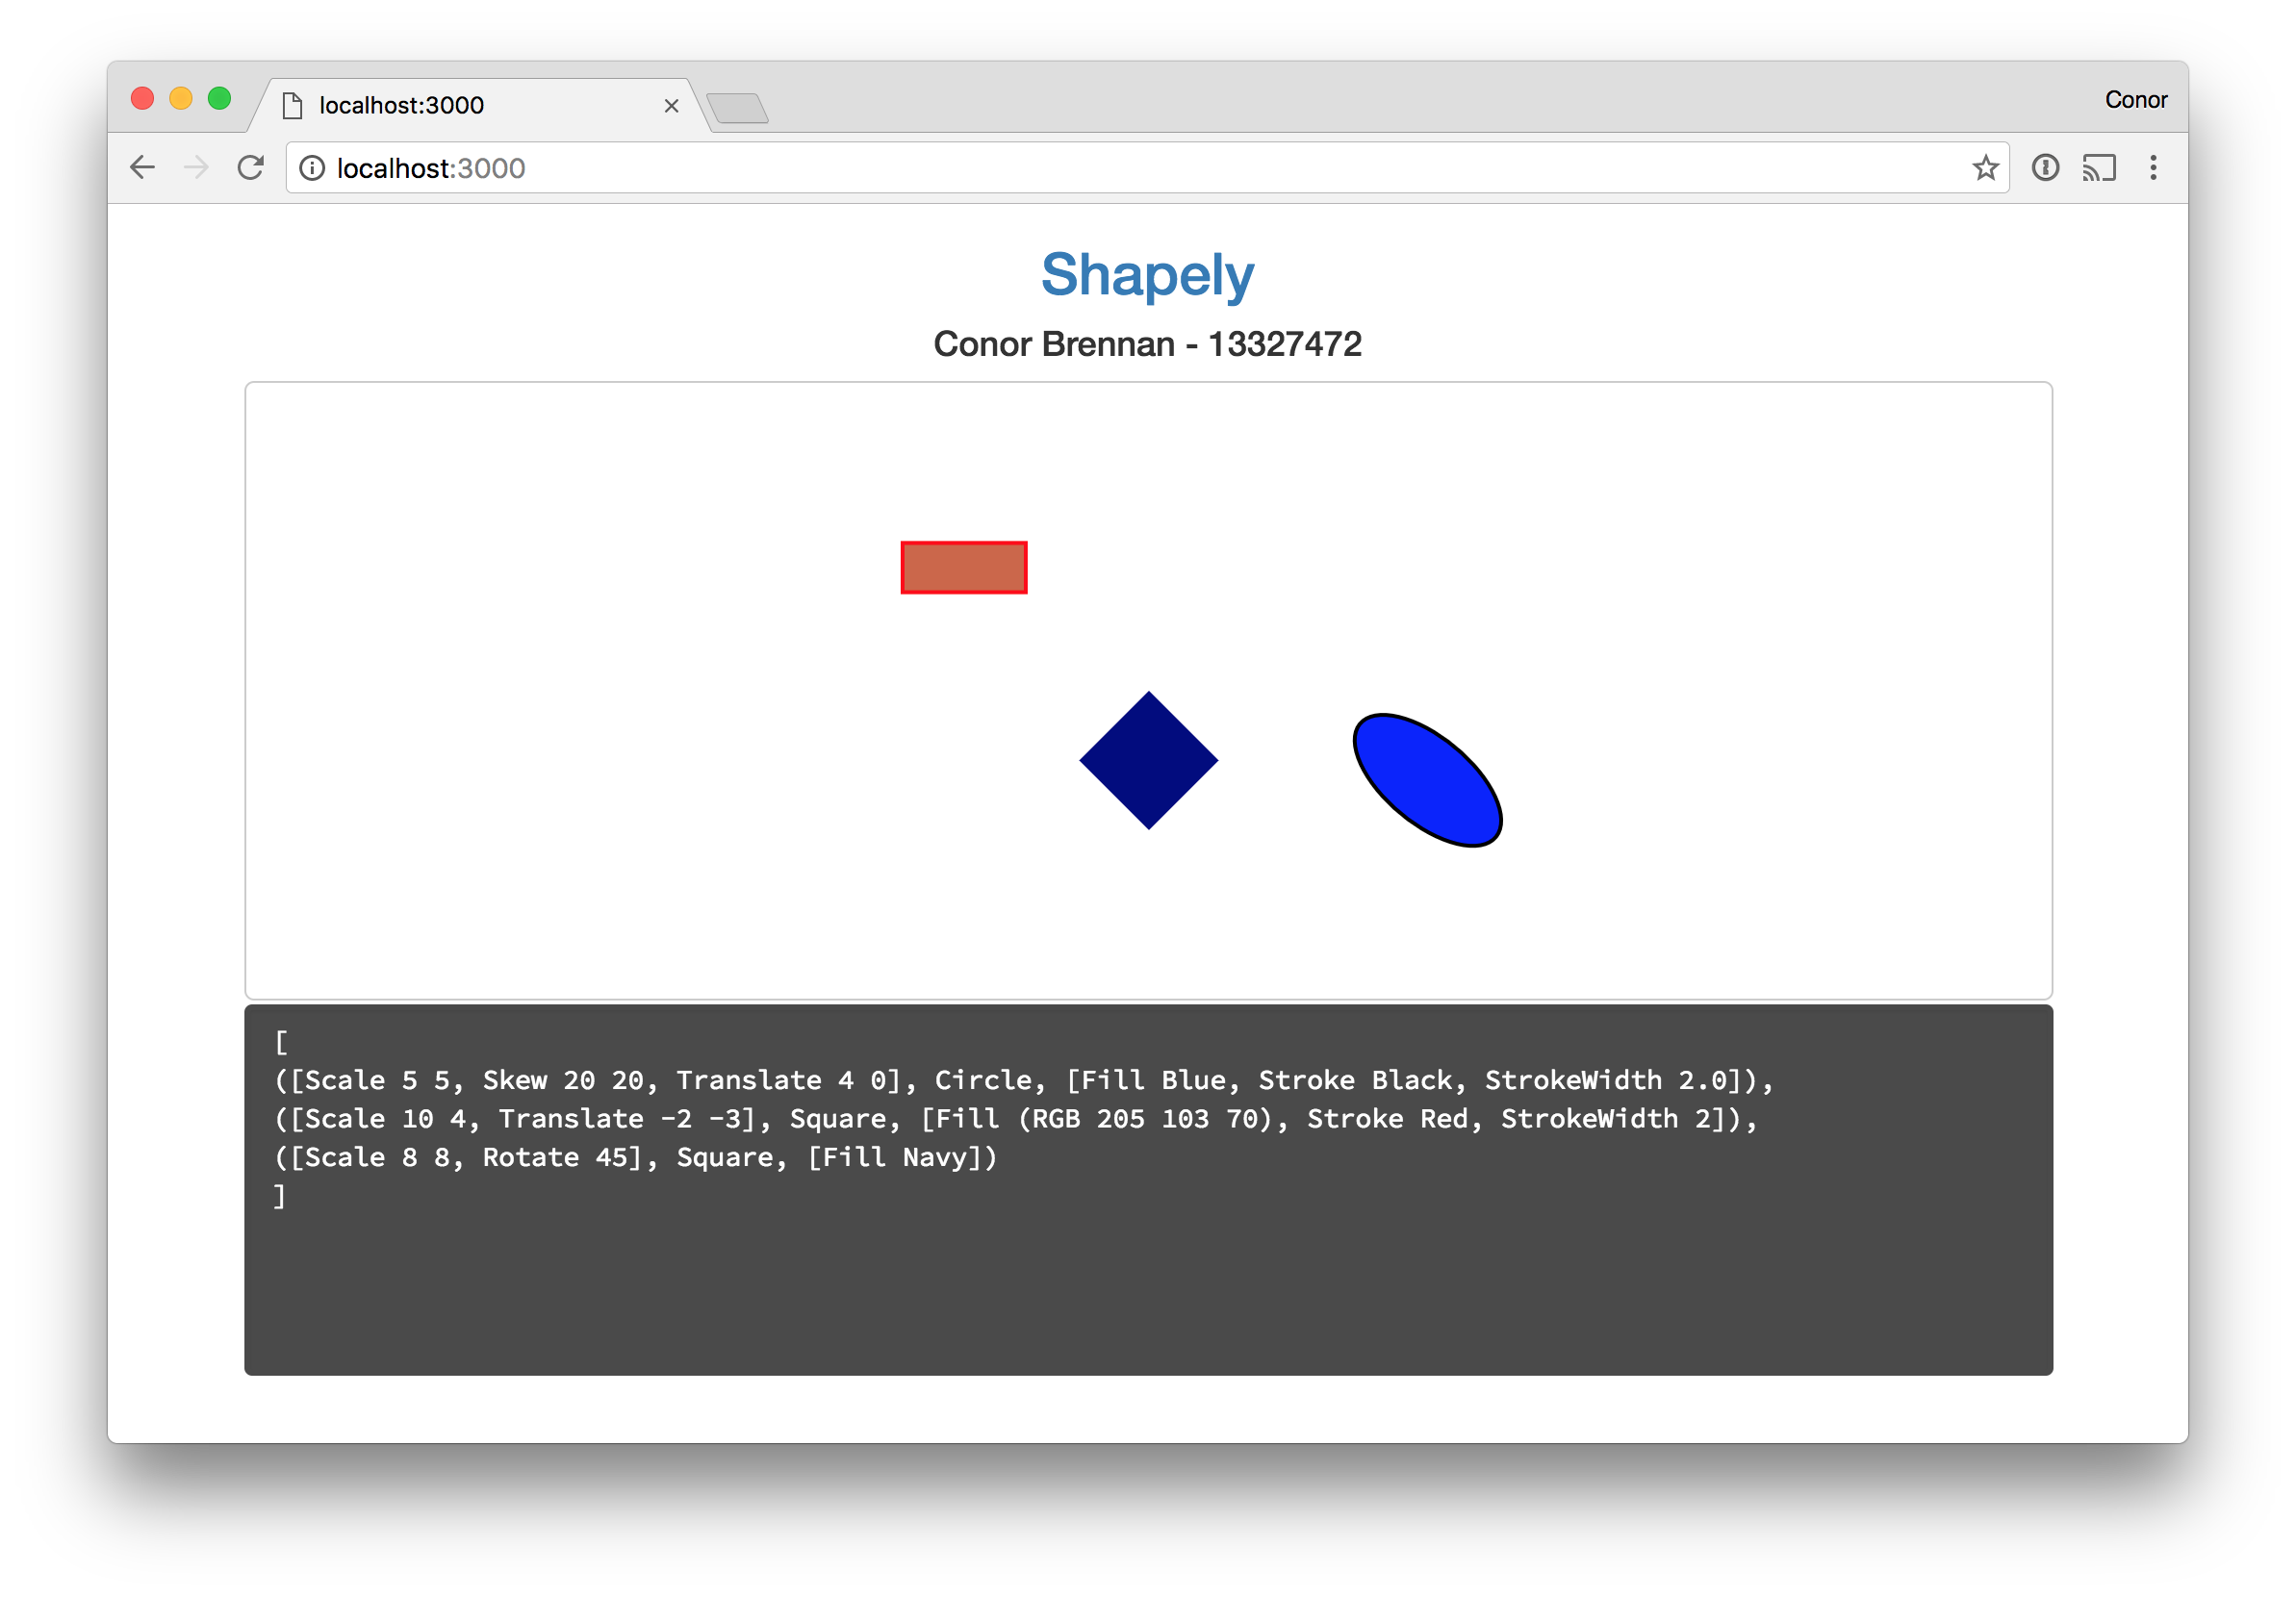 localhost:3000
Conor
localhost:3000
Shapely
Conor Brennan - 13327472
[
([Scale 5 5, Skew 20 20, Translate 4 0], Circle, [Fill Blue, Stroke Black, StrokeWidth 2.0]),
([Scale 10 4, Translate -2 -3], Square, [Fill (RGB 205 103 70), Stroke Red, StrokeWidth 2]),
([Scale 8 8, Rotate 45], Square, [Fill Navy])
]